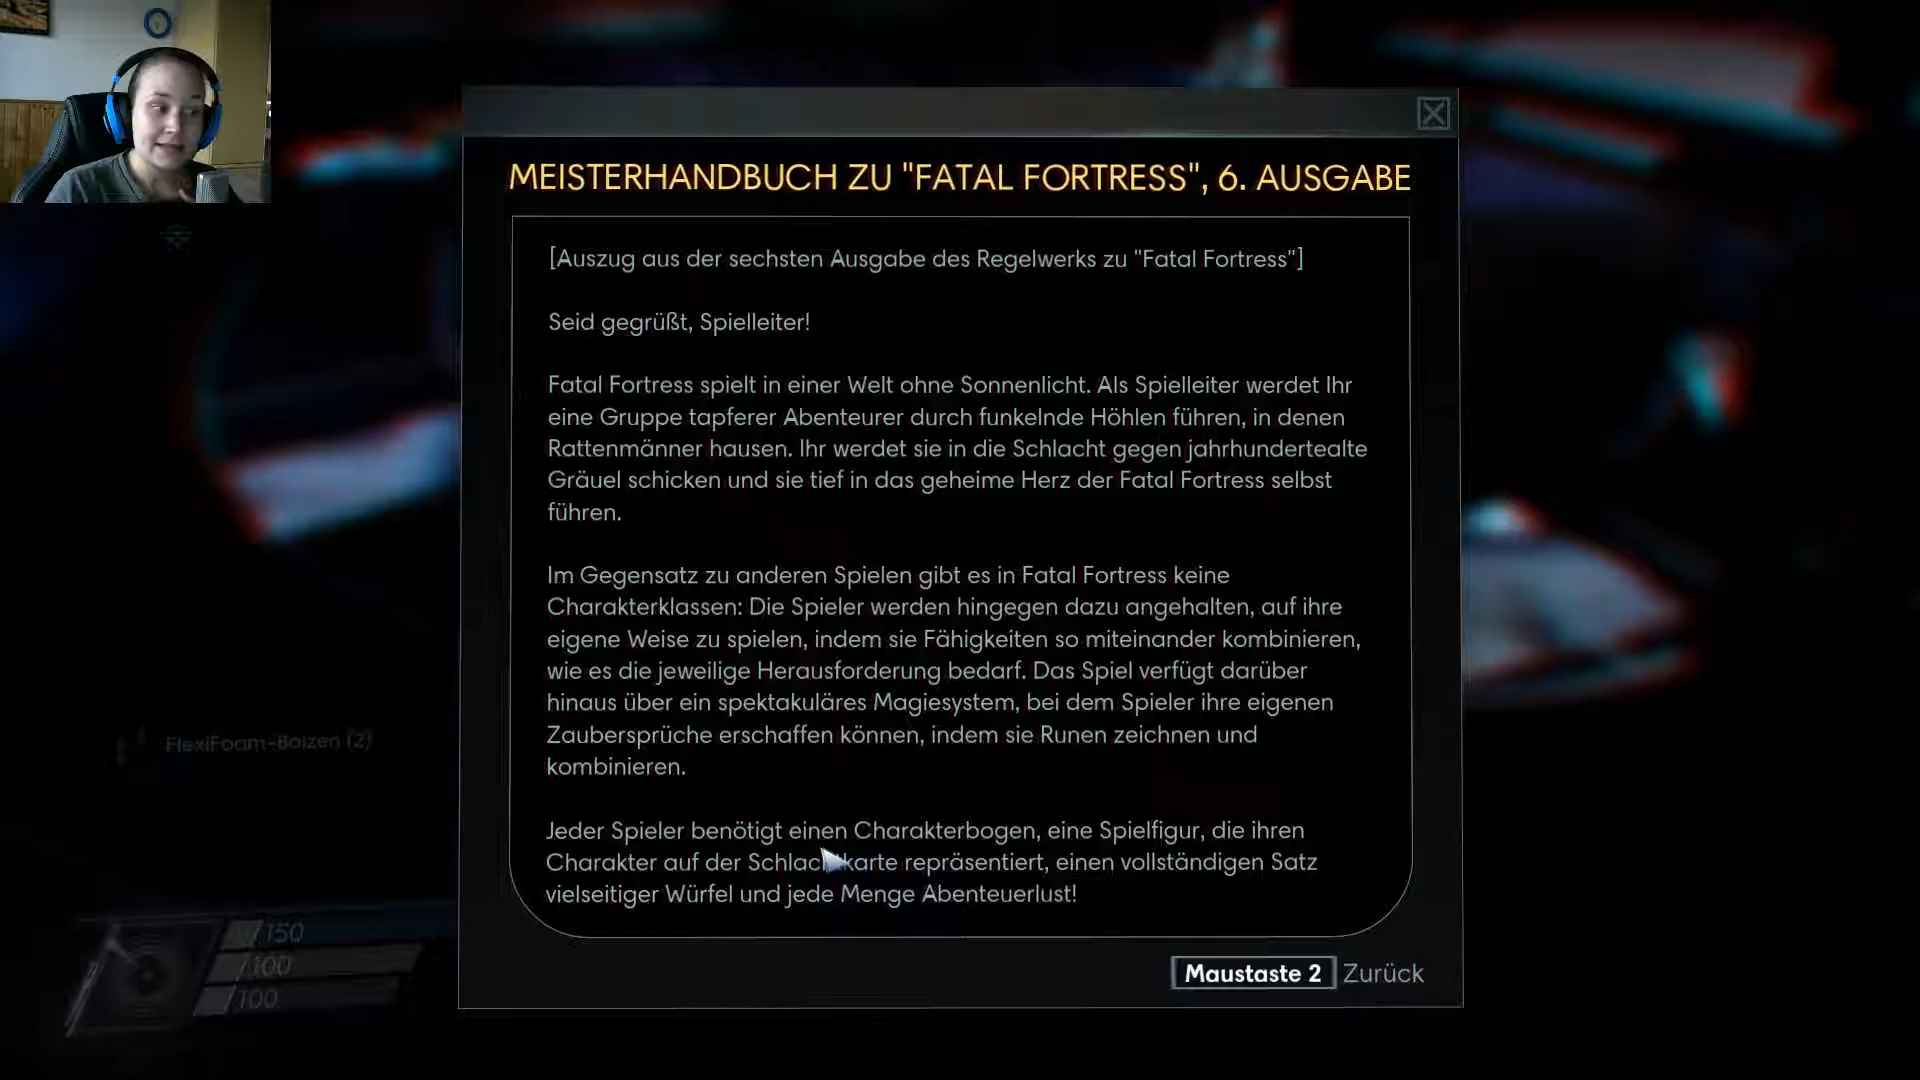 MEISTERHANDBUCH ZU "FATAL FORTRESS", 6. AUSGABE
[Auszug aus der sechsten Ausgabe des Regelwerks zu "Fatal Fortress"]
Seid gegrüßt, Spielleiter!
Fatal Fortress spielt in einer Welt ohne Sonnenlicht. Als Spielleiter werdet Ihr
eine Gruppe tapferer Abenteurer durch funkelnde Höhlen führen, in denen
Rattenmänner hausen. Ihr werdet sie in die Schlacht gegen jahrhundertealte
Gräuel schicken und sie tief in das geheime Herz der Fatal Fortress selbst
führen.
Im Gegensatz zu anderen Spielen gibt es in Fatal Fortress keine
Charakterklassen: Die Spieler werden hingegen dazu angehalten, auf ihre
eigene Weise zu spielen, indem sie Fähigkeiten so miteinander kombinieren,
wie es die jeweilige Herausforderung bedarf. Das Spiel verfügt darüber
hinaus über ein spektakuläres Magiesystem, bei dem Spieler ihre eigenen
Zaubersprüche erschaffen können, indem sie Runen zeichnen und
kombinieren.
Jeder Spieler benötigt einen Charakterbogen, eine Spielfigur, die ihren
Charakter auf der Schlachtkarte repräsentiert, einen vollständigen Satz
vielseitiger Würfel und jede Menge Abenteuerlust!
FlexiFoam-Bolzen (2)
/150
/100
/100
Maustaste 2 Zurück